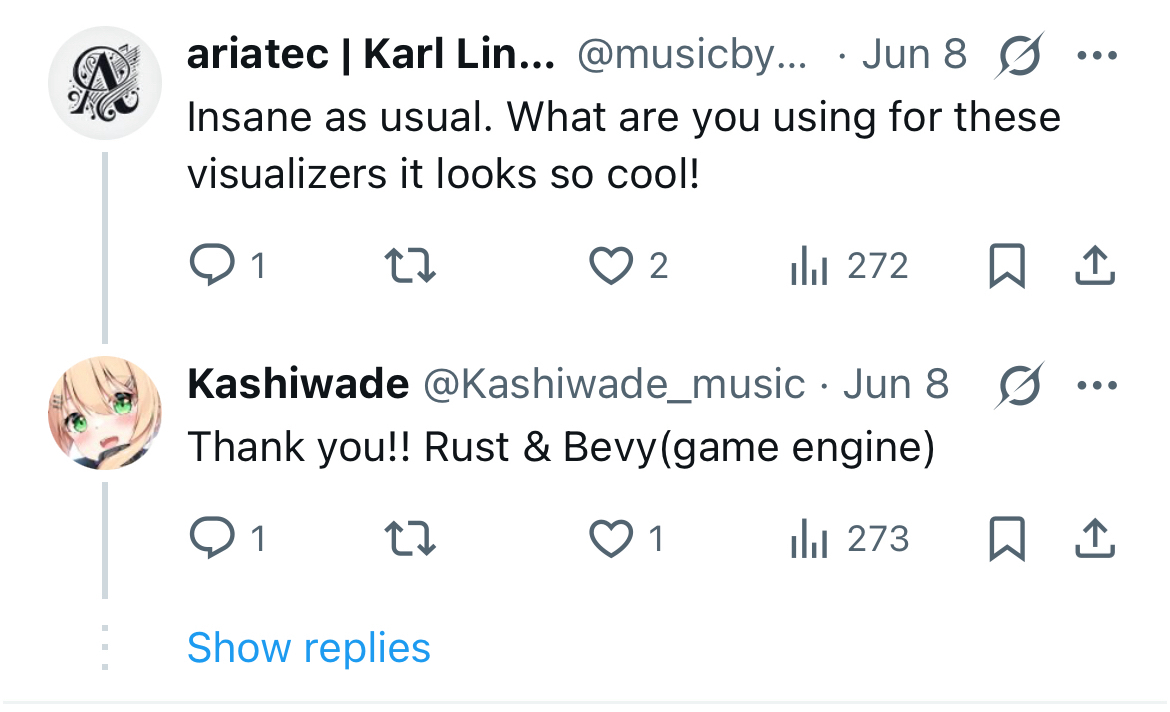 ariatec | Karl Lin... @musicby... · Jun 8
Insane as usual. What are you using for these
visualizers it looks so cool!
1 2 272
Kashiwade @Kashiwade_music · Jun 8
Thank you!! Rust & Bevy(game engine)
1 1 273
Show replies